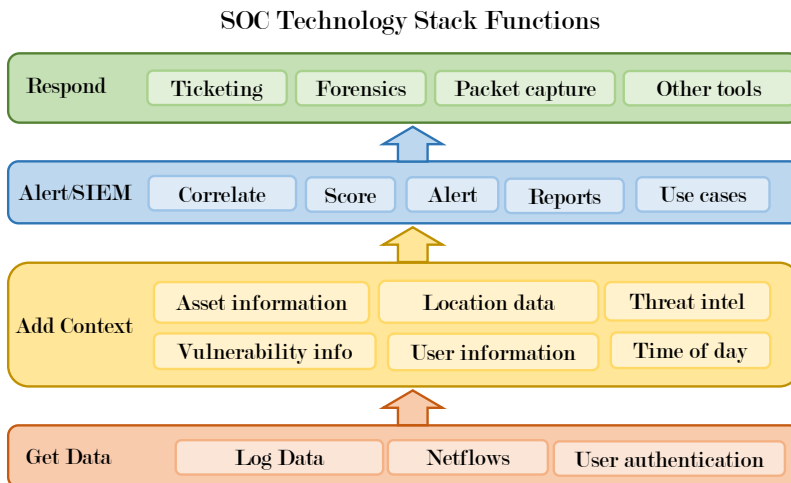 SOC Technology Stack Functions
Respond
Ticketing
Forensics
Packet capture
Other tools
Alert/SIEM
Correlate
Score
Alert
Reports
Use cases
Add Context
Asset information
Location data
Threat intel
Vulnerability info
User information
Time of day
Get Data
Log Data
Netflows
User authentication